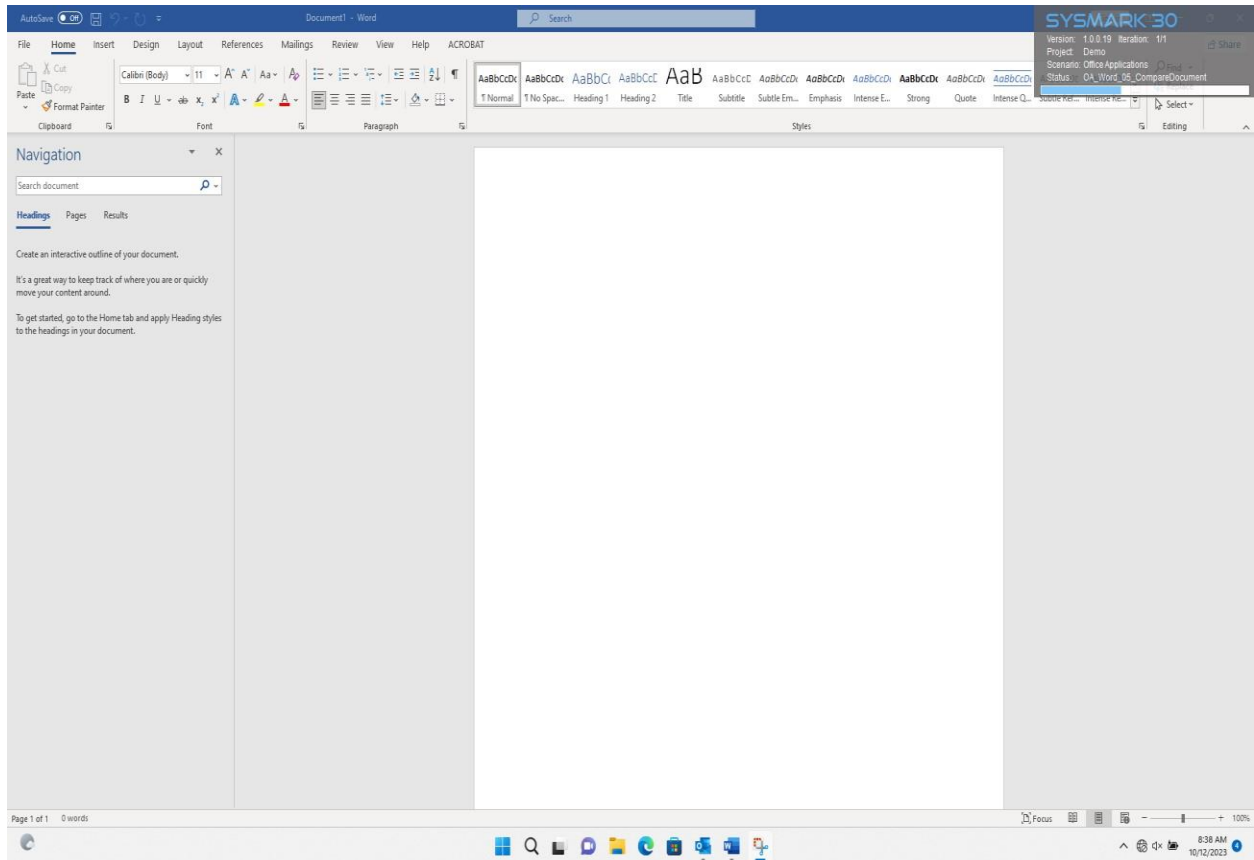 AutoSave Off Document1 - Word Search
SYSMARK 30
Version: 1.0.0.19 Iteration: 1/1
Project: Demo
Scenario: Office Applications
Status: OA_Word_05_CompareDocument
File Home Insert Design Layout References Mailings Review View Help ACROBAT Share
Paste
Cut
Copy
Format Painter
Calibri (Body) 11
Find
Replace
Select
AaBbCcDc AaBbCcDc AaBbCc AaBbCcC AaB AaBbCcC AaBbCcDc AaBbCcDc AaBbCcDc AaBbCcDc AaBbCcDc AaBbCcDc
¶ Normal ¶ No Spac... Heading 1 Heading 2 Title Subtitle Subtle Em... Emphasis Intense E... Strong Quote Intense Q... Subtle Ref... Intense Re...
Clipboard Font Paragraph Styles Editing
Navigation
Search document
Headings Pages Results
Create an interactive outline of your document.
It's a great way to keep track of where you are or quickly
move your content around.
To get started, go to the Home tab and apply Heading styles
to the headings in your document.
Page 1 of 1 0 words Focus 100%
8:38 AM
10/12/2023